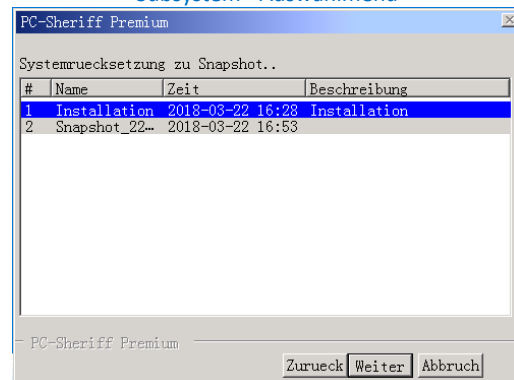 Subsystem - Auswahlmenü
PC-Sheriff Premium
Systemruecksetzung zu Snapshot..
# Name Zeit Beschreibung
1 Installation 2018-03-22 16:28 Installation
2 Snapshot_22… 2018-03-22 16:53
PC-Sheriff Premium
Zurueck Weiter Abbruch